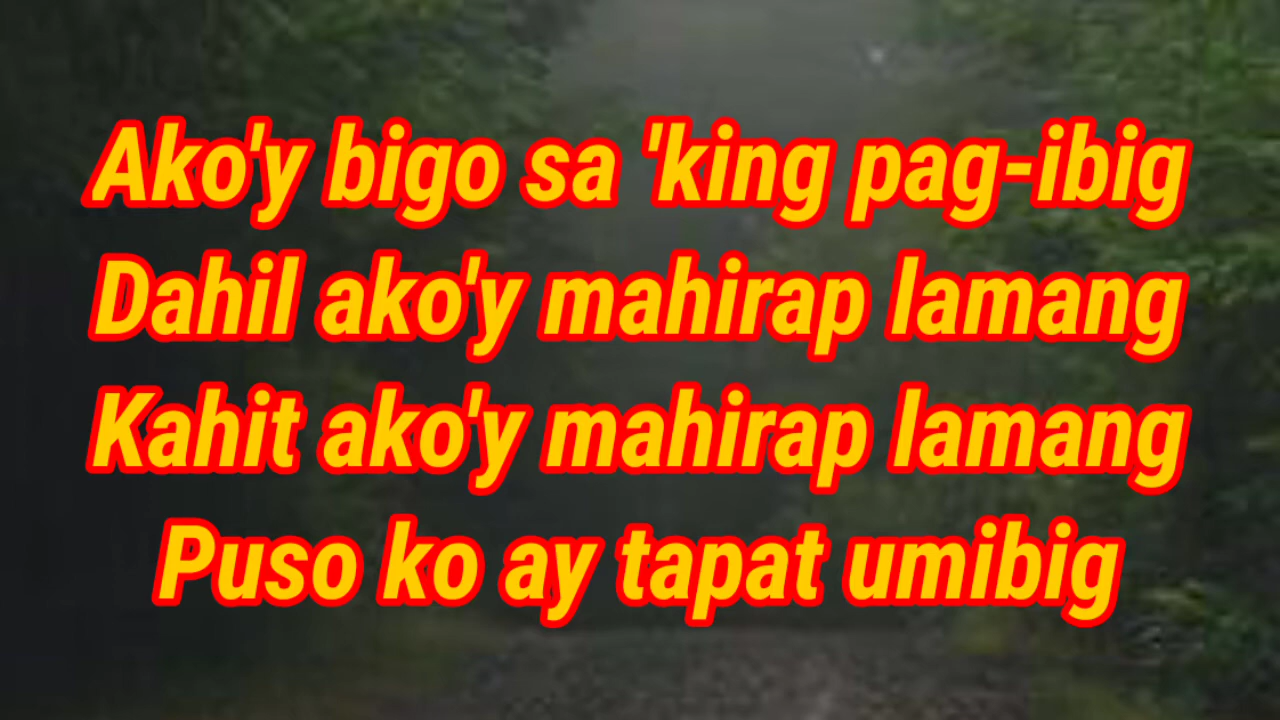 Ako'y bigo sa 'king pag-ibig
Dahil ako'y mahirap lamang
Kahit ako'y mahirap lamang
Puso ko ay tapat umibig